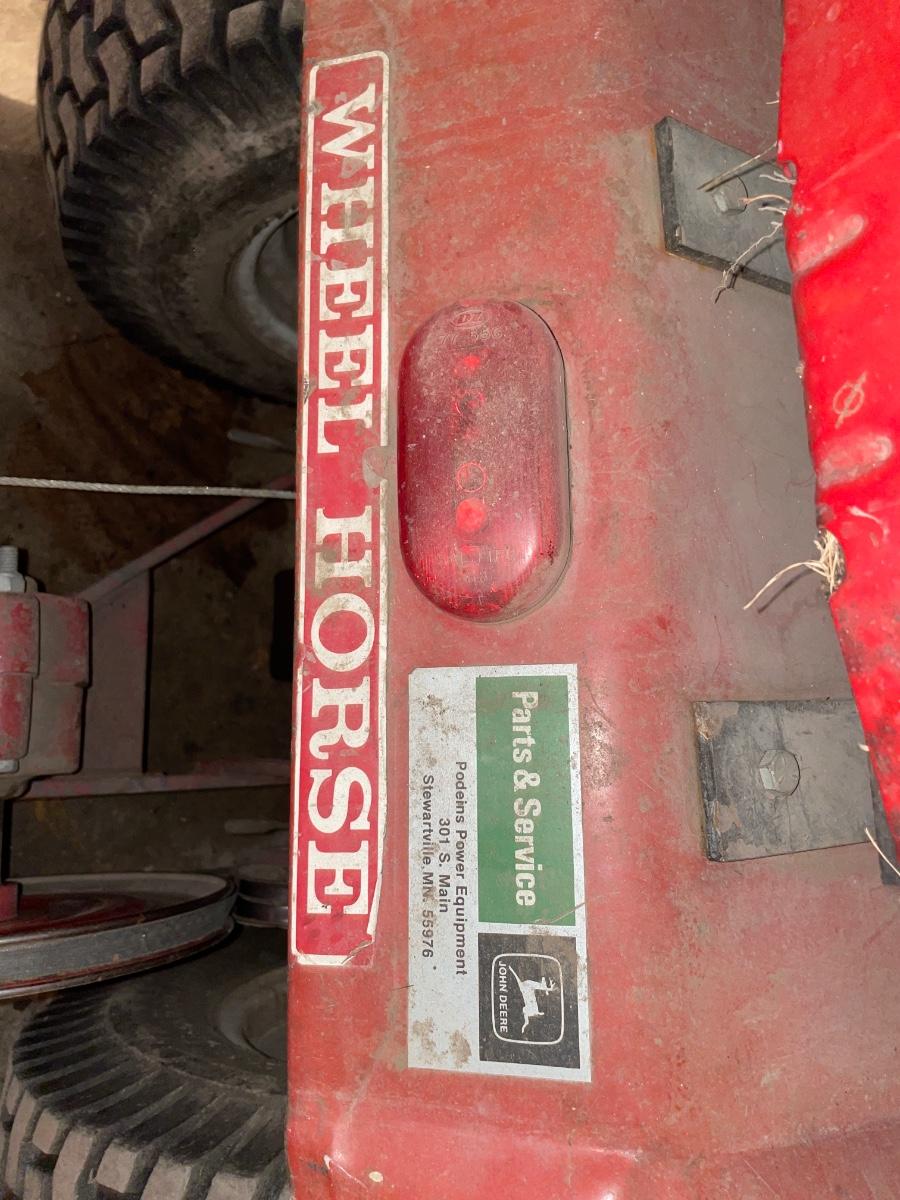 WHEEL HORSE
Parts & Service
JOHN DEERE
Podeins Power Equipment
301 S. Main
Stewartville, MN. 55976